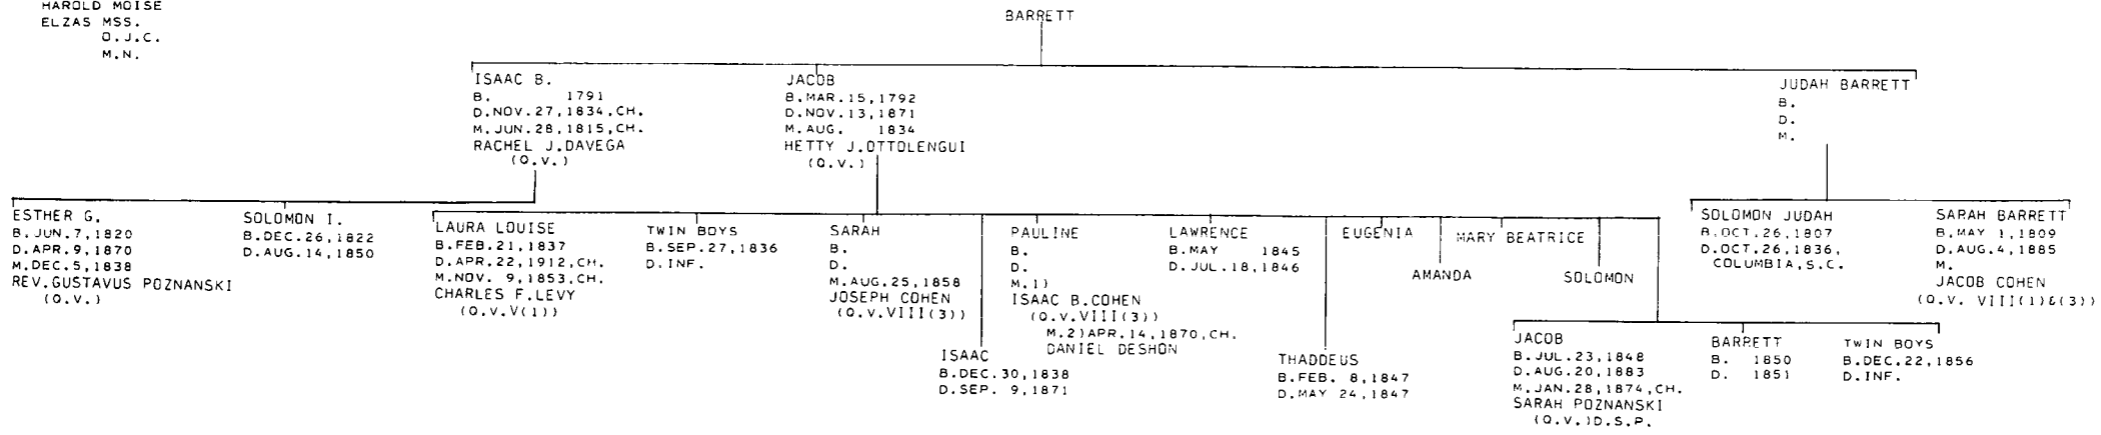 HAROLD MOISE
ELZAS MSS.
O.J.C.
M.N.
BARRETT
ISAAC B.
B. 1791
D.NOV.27,1834,CH.
M.JUN.28,1815,CH.
RACHEL J.DAVEGA
(Q.V.)
JACOB
B.MAR.15,1792
D.NOV.13,1871
M.AUG. 1834
HETTY J.OTTOLENGUI
(Q.V.)
JUDAH BARRETT
B.
D.
M.
ESTHER G.
B.JUN.7,1820
D.APR.9,1870
M.DEC.5,1838
REV.GUSTAVUS POZNANSKI
(Q.V.)
SOLOMON I.
B.DEC.26,1822
D.AUG.14,1850
LAURA LOUISE
B.FEB.21,1837
D.APR.22,1912,CH.
M.NOV. 9,1853,CH.
CHARLES F.LEVY
(Q.V.V(1))
TWIN BOYS
B.SEP.27,1836
D.INF.
SARAH
B.
D.
M.AUG.25,1858
JOSEPH COHEN
(Q.V.VIII(3))
ISAAC
B.DEC.30,1838
D.SEP. 9,1871
PAULINE
B.
D.
M.1)
ISAAC B.COHEN
(Q.V.VIII(3))
M.2)APR.14,1870,CH.
DANIEL DESHON
LAWRENCE
B.MAY 1845
D.JUL.18,1846
THADDEUS
B.FEB. 8,1847
D.MAY 24,1847
EUGENIA
AMANDA
MARY BEATRICE
SOLOMON
JACOB
B.JUL.23,1848
D.AUG.20,1883
M.JAN.28,1874,CH.
SARAH POZNANSKI
(Q.V.)D.S.P.
BARRETT
B. 1850
D. 1851
TWIN BOYS
B.DEC.22,1856
D.INF.
SOLOMON JUDAH
B.OCT.26,1807
D.OCT.26,1836,
COLUMBIA,S.C.
SARAH BARRETT
B.MAY 1,1809
D.AUG.4,1885
M.
JACOB COHEN
(Q.V. VIII(1)&(3))